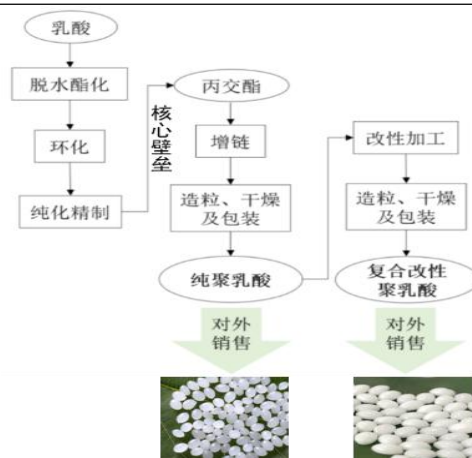 乳酸
脱水酯化
环化
纯化精制
核心壁垒
丙交酯
增链
造粒、干燥
及包装
纯聚乳酸
对外
销售
改性加工
造粒、干燥
及包装
复合改性
聚乳酸
对外
销售